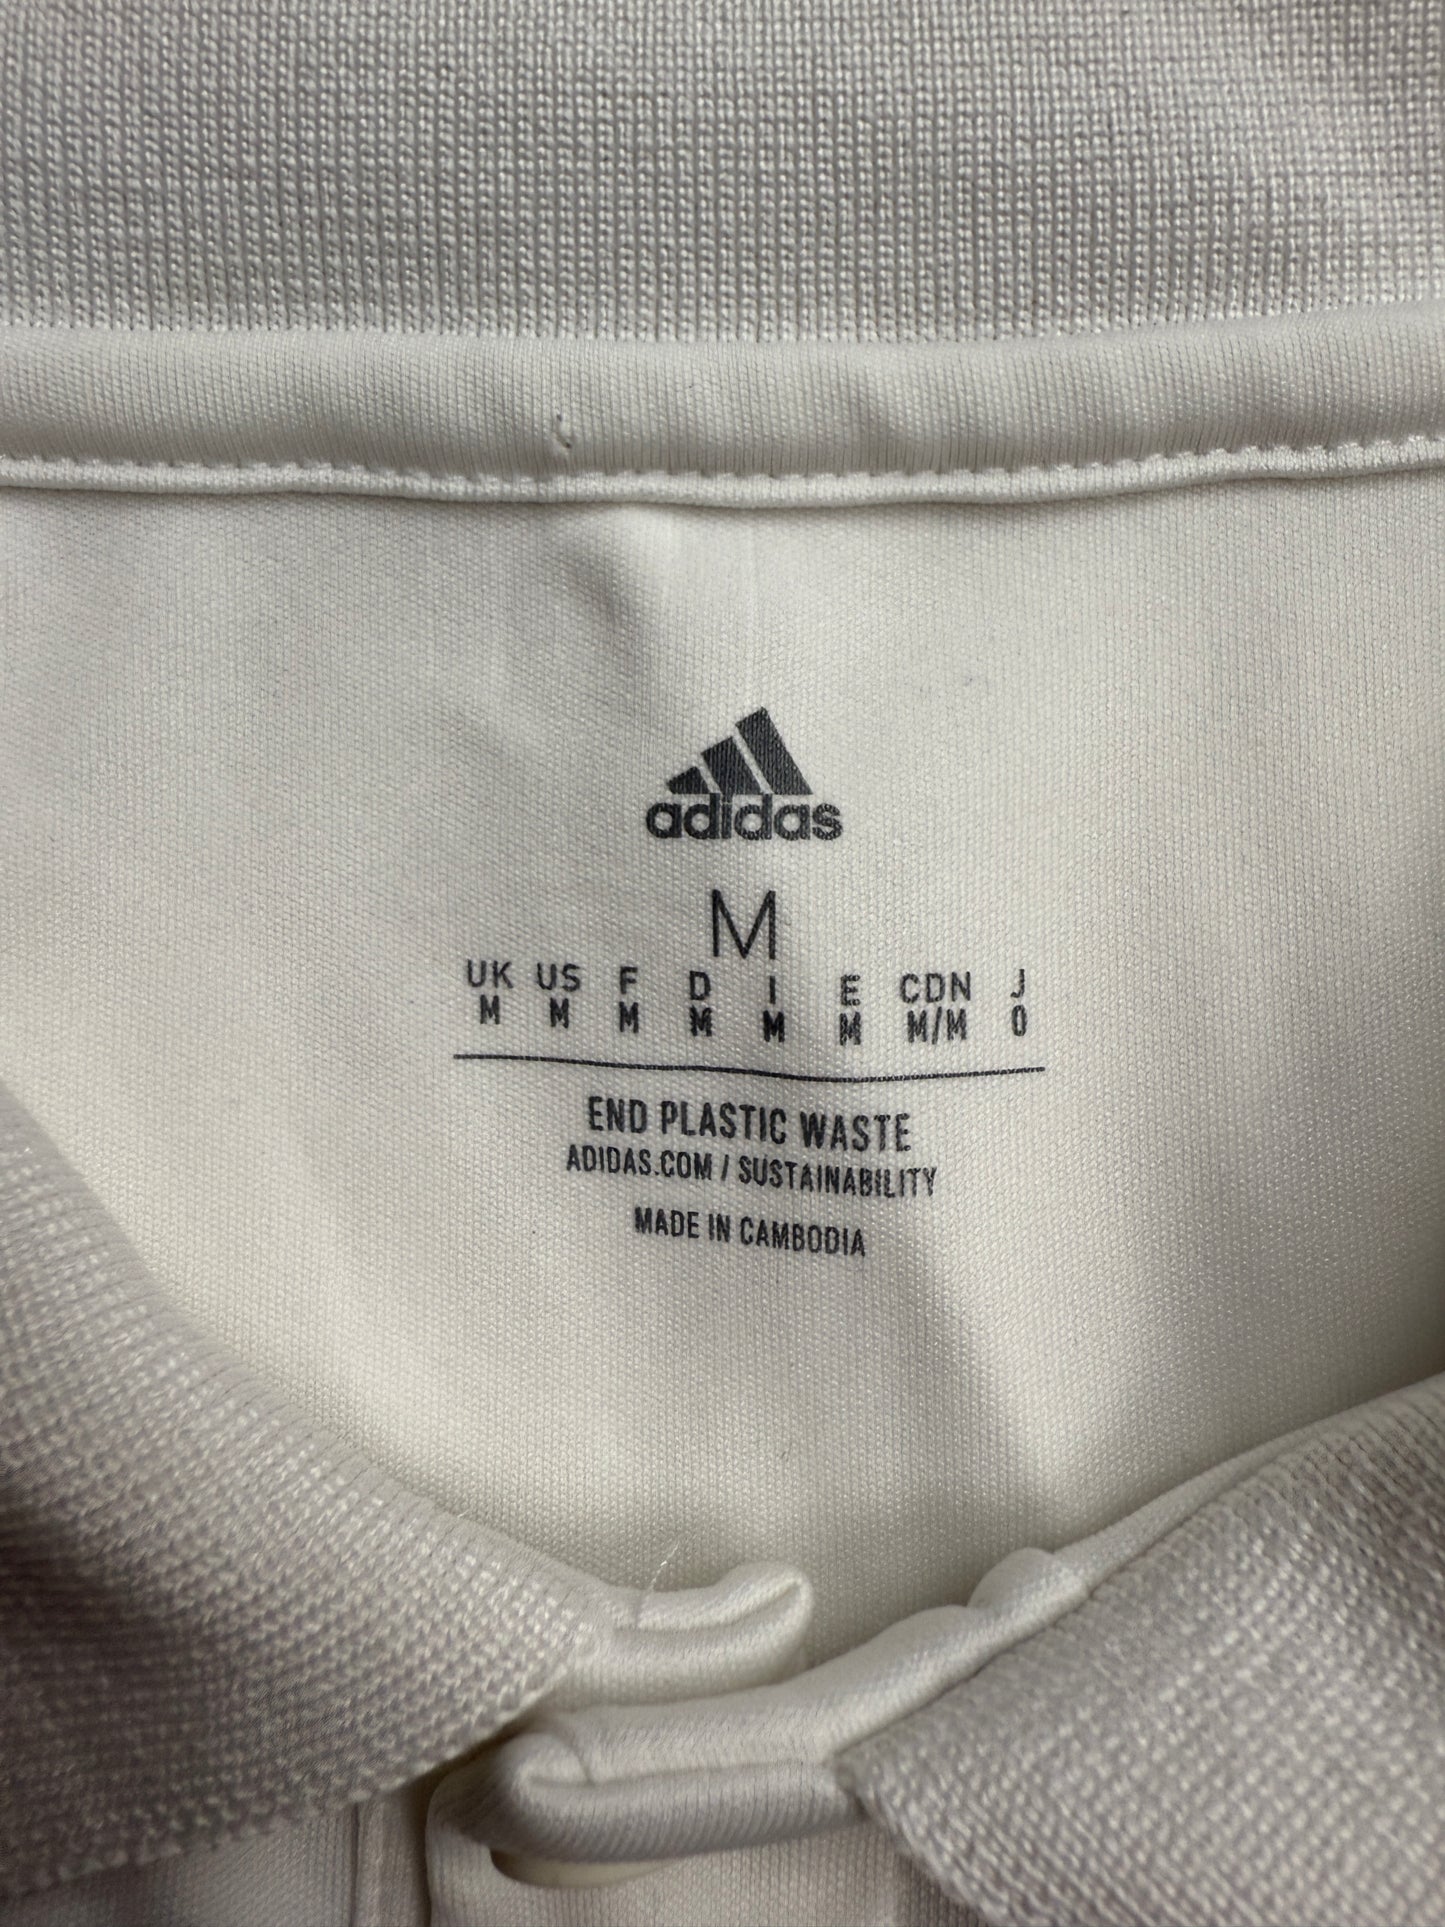 adidas
M
UK US F D I E CDN J
M M M M M M M/M O
END PLASTIC WASTE
ADIDAS.COM / SUSTAINABILITY
MADE IN CAMBODIA